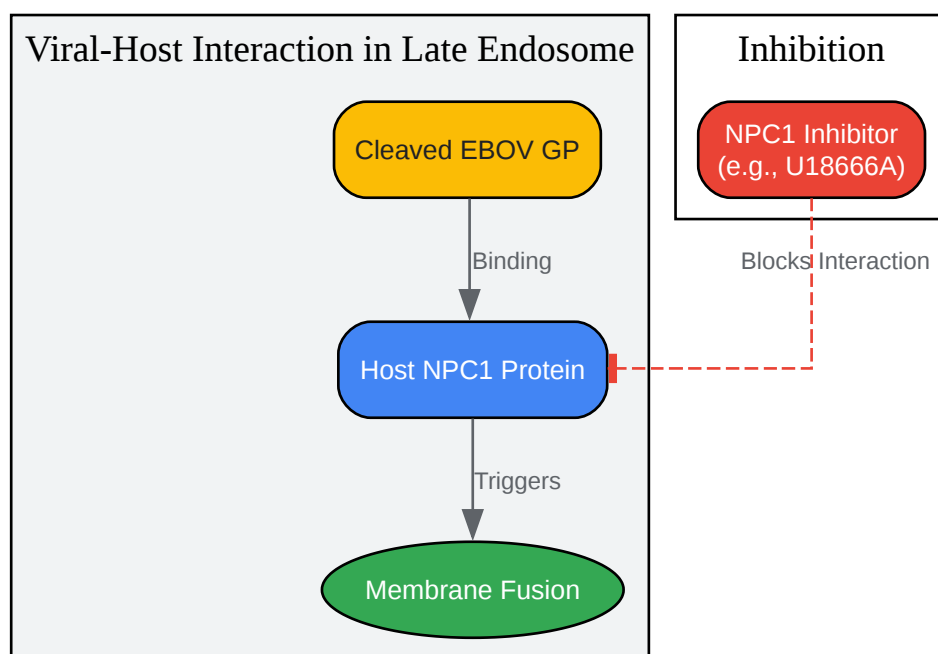 Viral-Host Interaction in Late Endosome
Inhibition
Cleaved EBOV GP
NPC1 Inhibitor
(e.g., U18666A)
Binding
Blocks Interaction
Host NPC1 Protein
Triggers
Membrane Fusion